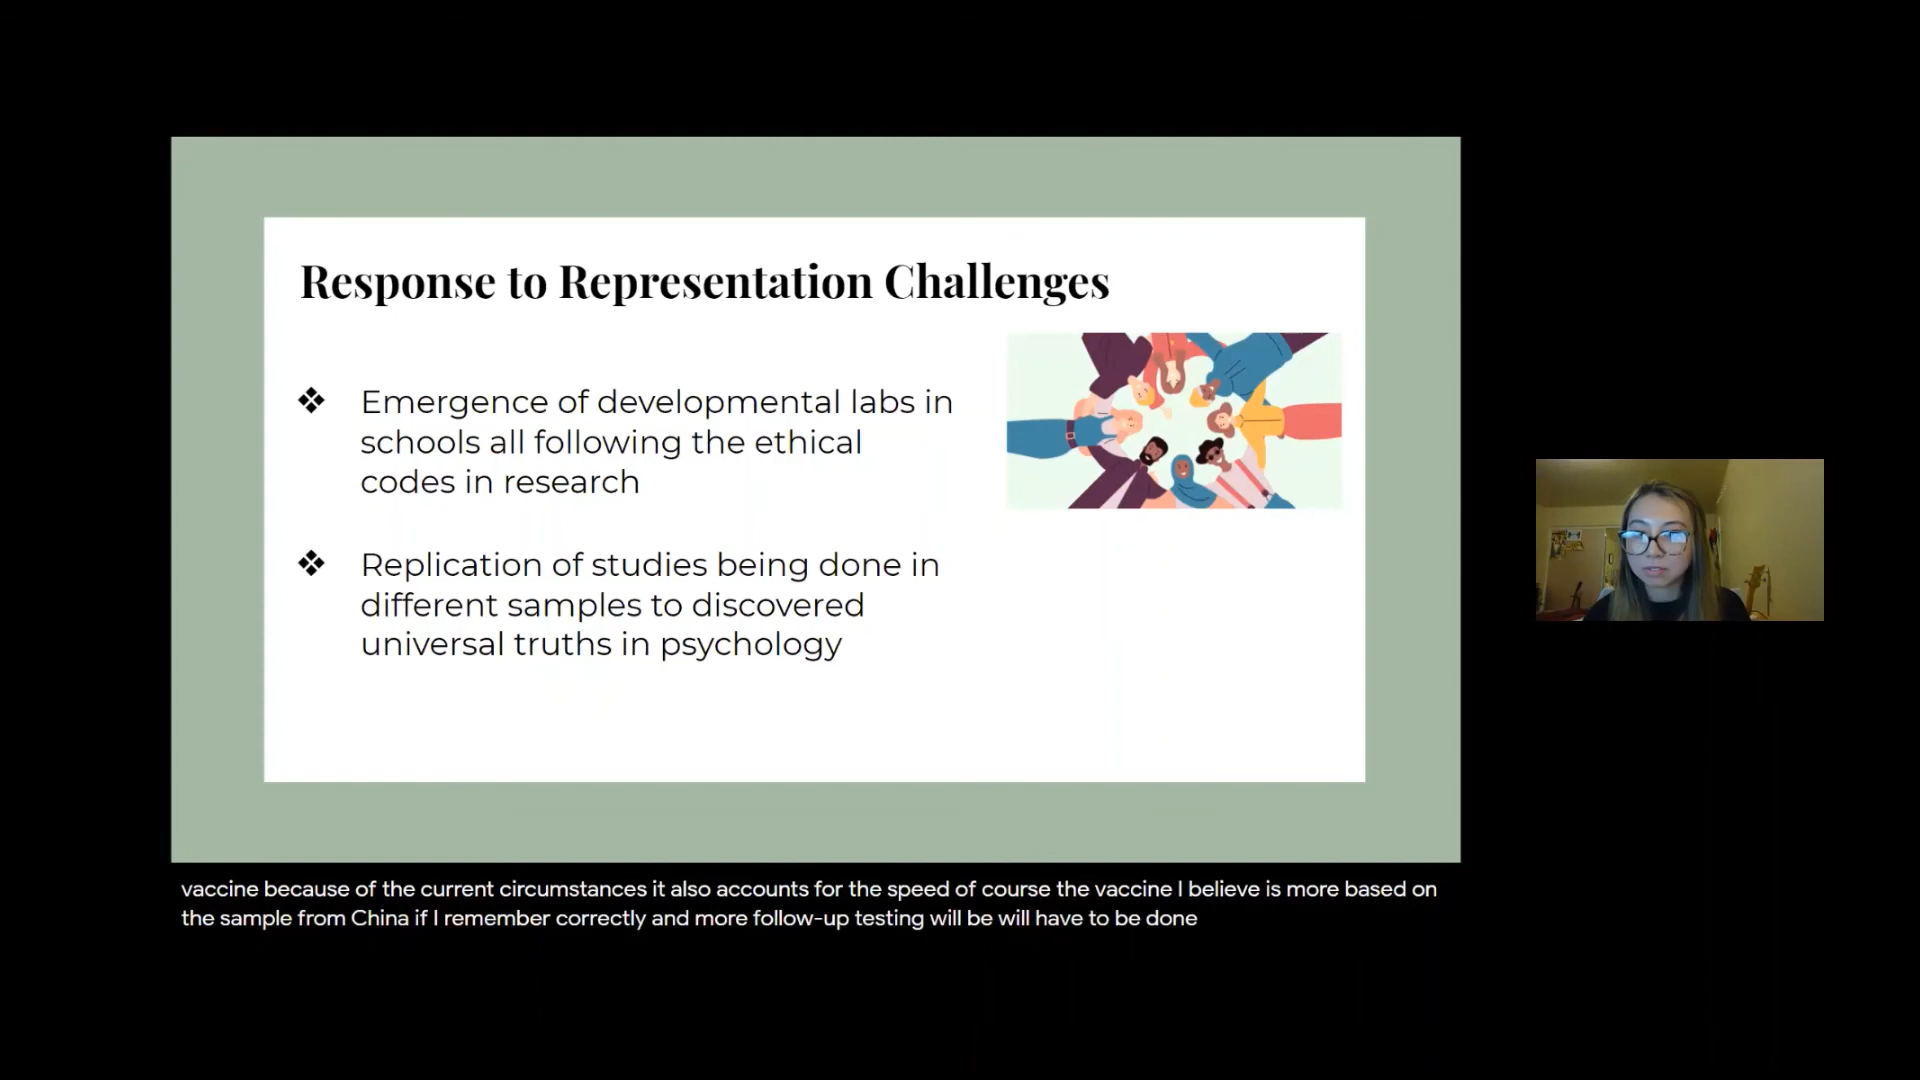 Response to Representation Challenges
❖ Emergence of developmental labs in
schools all following the ethical
codes in research
❖ Replication of studies being done in
different samples to discovered
universal truths in psychology
vaccine because of the current circumstances it also accounts for the speed of course the vaccine I believe is more based on
the sample from China if I remember correctly and more follow-up testing will be will have to be done